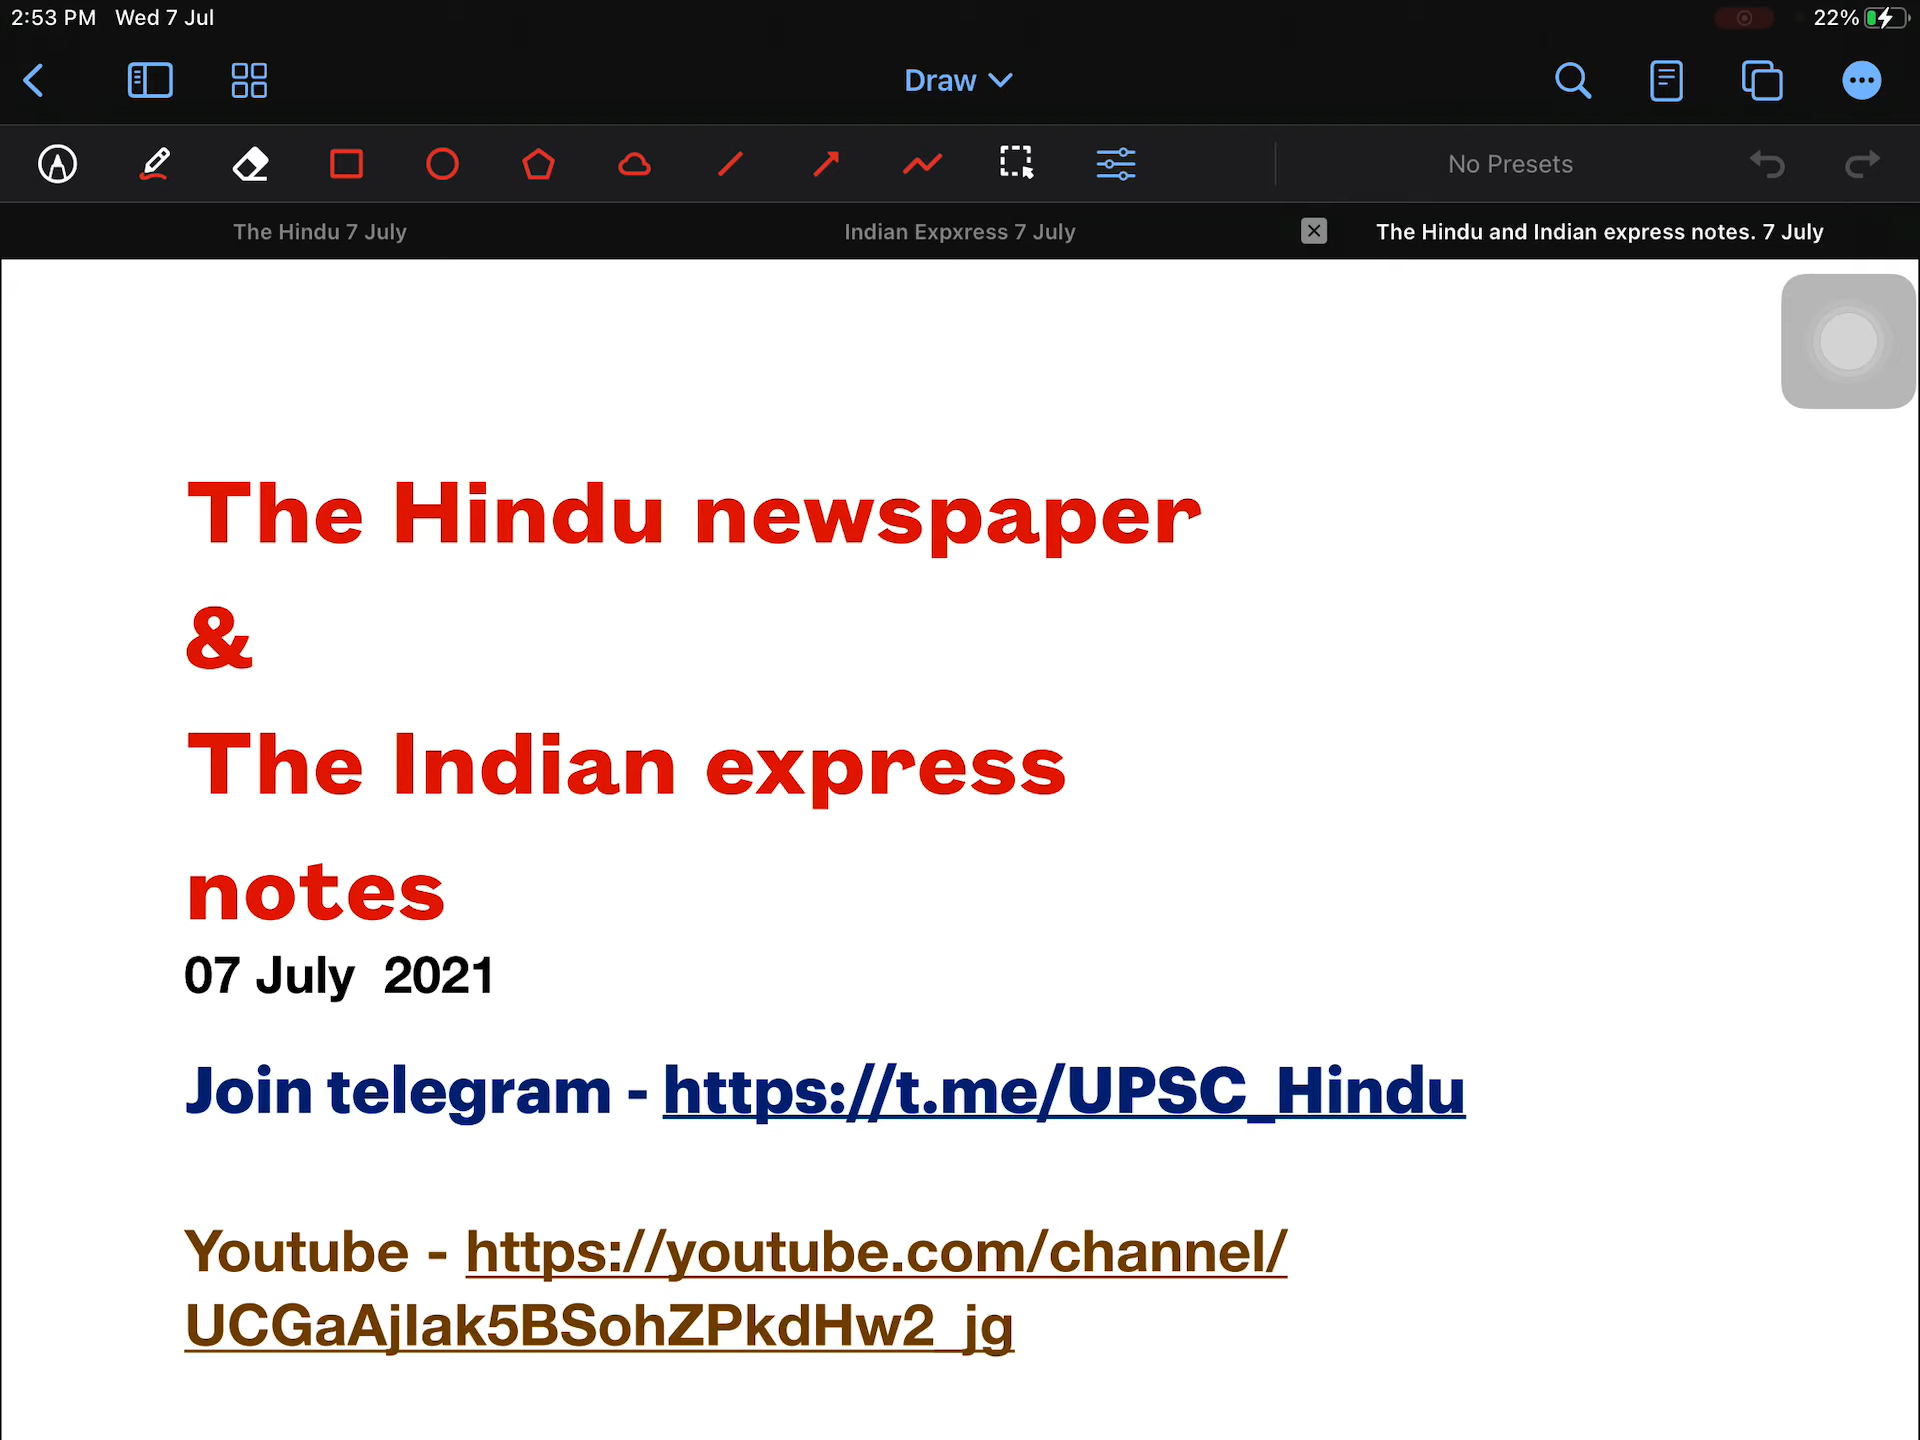 2:53 PM Wed 7 Jul
22%
Draw
No Presets
The Hindu 7 July
Indian Expxress 7 July
The Hindu and Indian express notes. 7 July
The Hindu newspaper
&
The Indian express
notes
07 July 2021
Join telegram - https://t.me/UPSC_Hindu
Youtube - https://youtube.com/channel/
UCGaAjIak5BSohZPkdHw2_jg